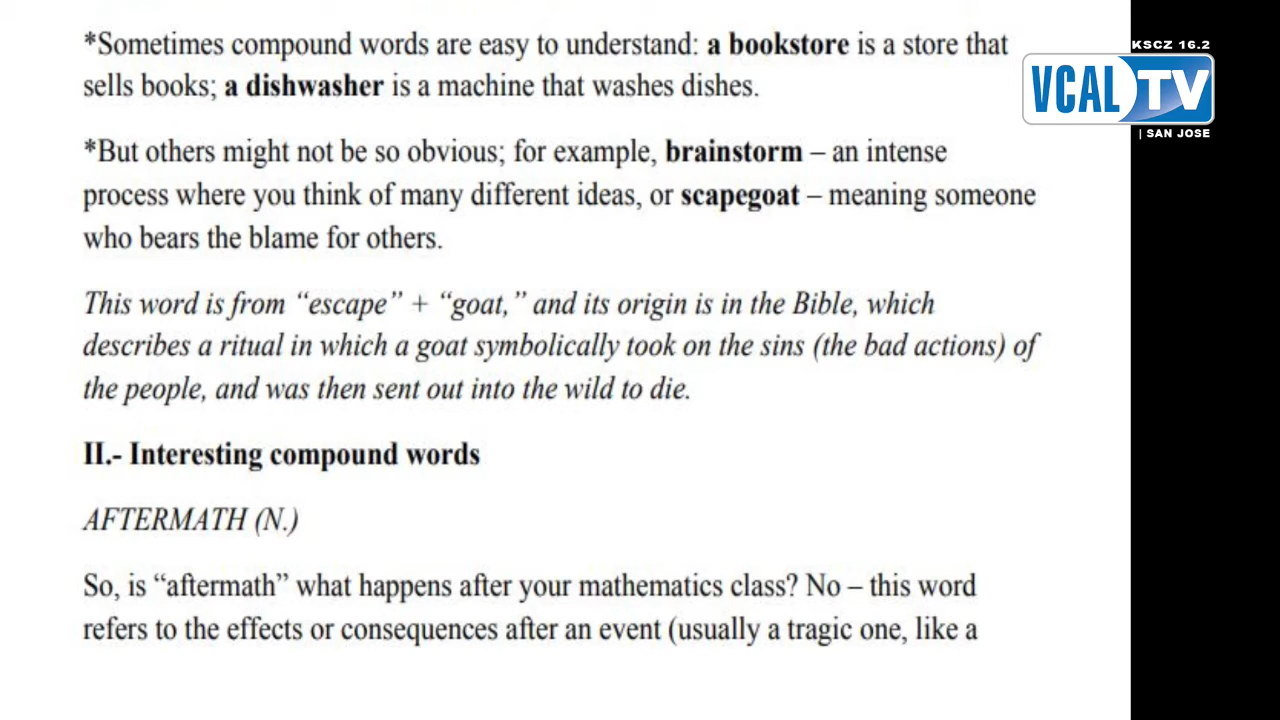 *Sometimes compound words are easy to understand: a bookstore is a store that
sells books; a dishwasher is a machine that washes dishes.
*But others might not be so obvious; for example, brainstorm – an intense
process where you think of many different ideas, or scapegoat – meaning someone
who bears the blame for others.
This word is from “escape” + “goat,” and its origin is in the Bible, which
describes a ritual in which a goat symbolically took on the sins (the bad actions) of
the people, and was then sent out into the wild to die.
II.- Interesting compound words
AFTERMATH (N.)
So, is “aftermath” what happens after your mathematics class? No – this word
refers to the effects or consequences after an event (usually a tragic one, like a
KSCZ 16.2
VCAL TV
| SAN JOSE